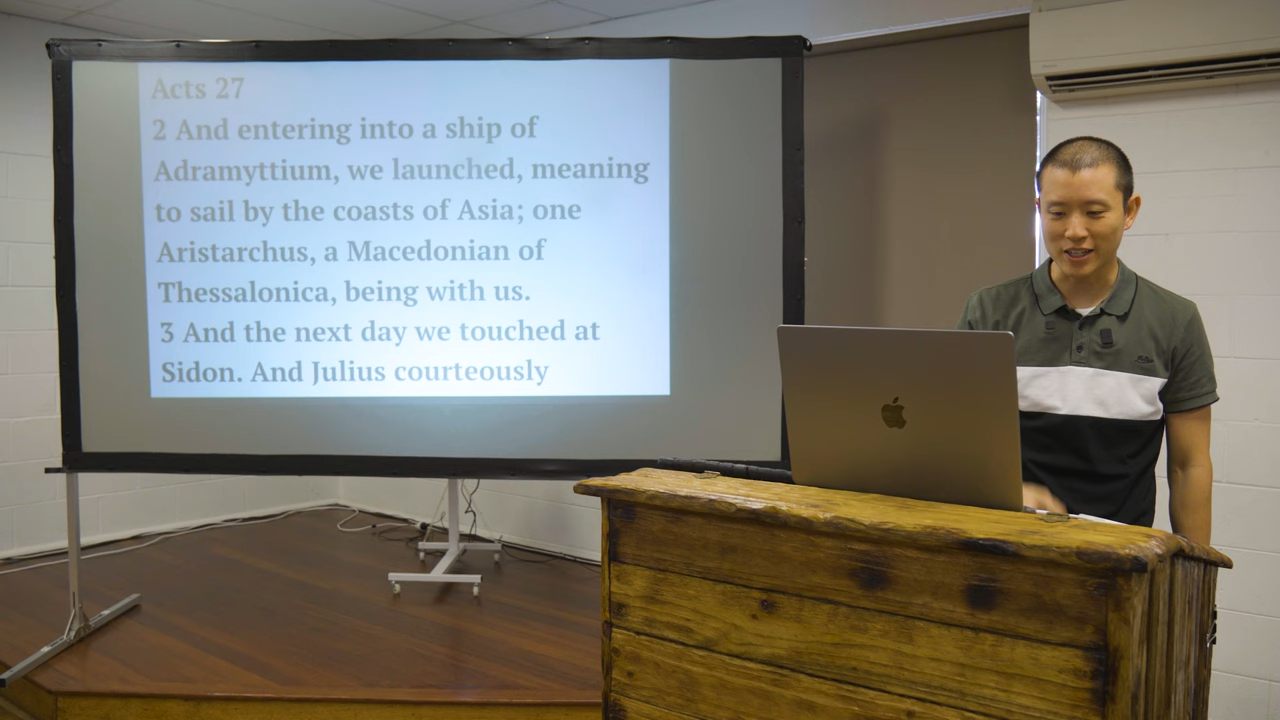 Acts 27
2 And entering into a ship of
Adramyttium, we launched, meaning
to sail by the coasts of Asia; one
Aristarchus, a Macedonian of
Thessalonica, being with us.
3 And the next day we touched at
Sidon. And Julius courteously